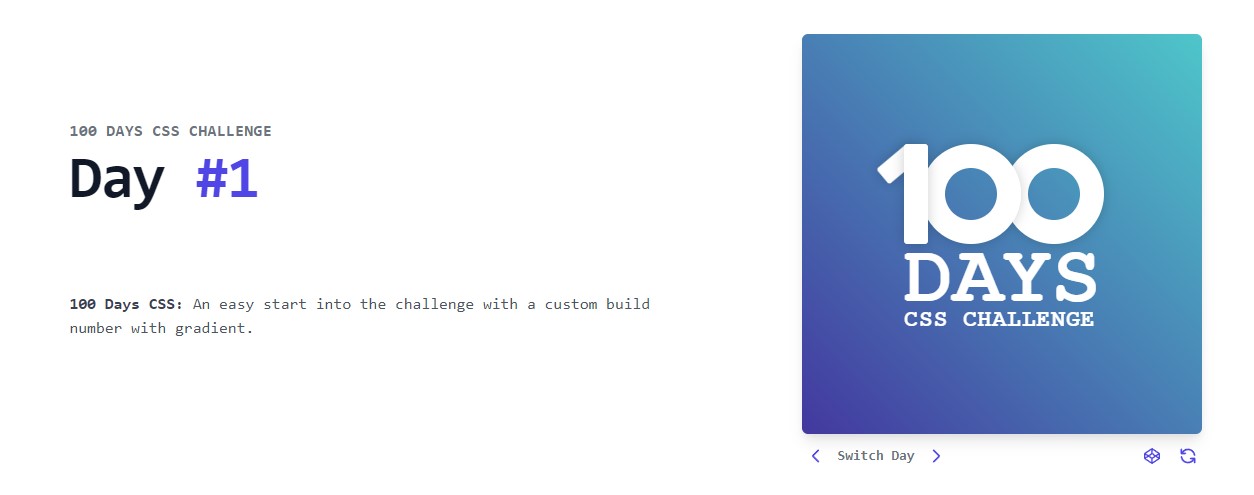 100 DAYS CSS CHALLENGE
Day #1
100 Days CSS: An easy start into the challenge with a custom build
number with gradient.
100
DAYS
CSS CHALLENGE
Switch Day